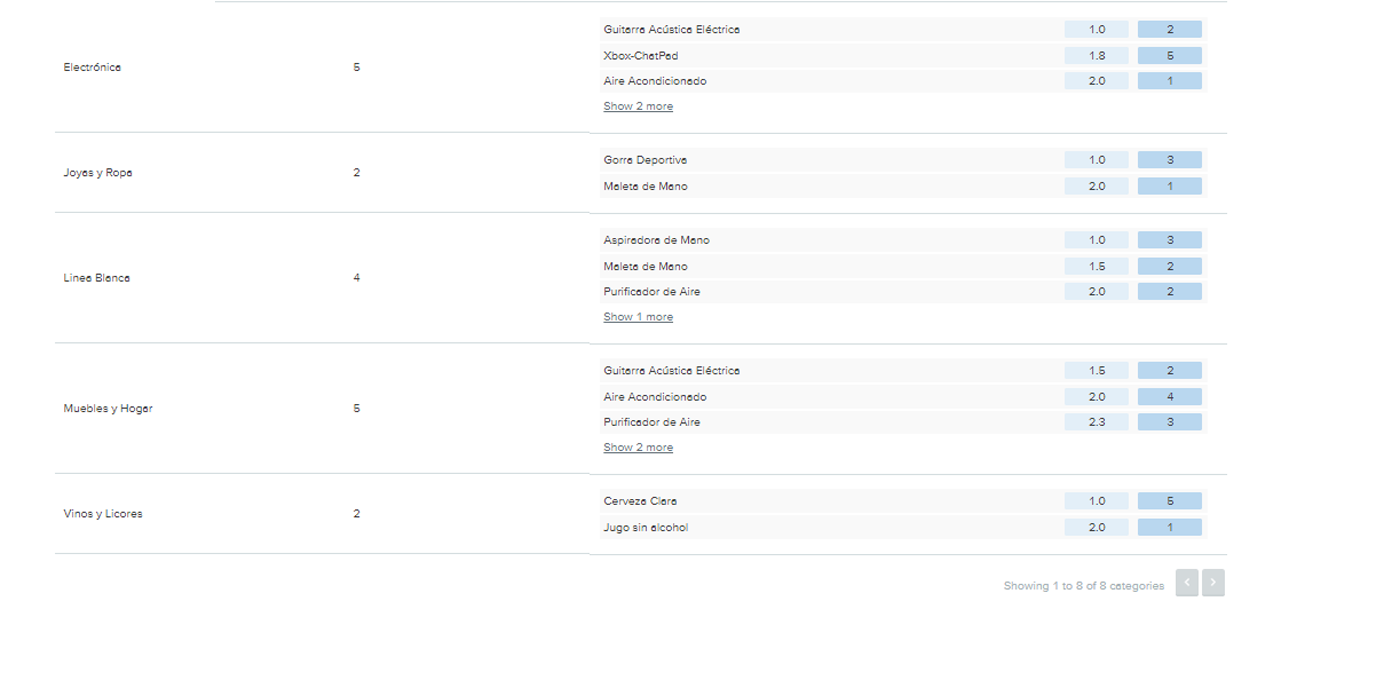 Guitarra Acústica Eléctrica 1.0 2
Xbox-ChatPad 1.8 5
Electrónica 5
Aire Acondicionado 2.0 1
Show 2 more
Gorra Deportiva 1.0 3
Joyas y Ropa 2
Maleta de Mano 2.0 1
Aspiradora de Mano 1.0 3
Maleta de Mano 1.5 2
Linea Blanca 4
Purificador de Aire 2.0 2
Show 1 more
Guitarra Acústica Eléctrica 1.5 2
Aire Acondicionado 2.0 4
Muebles y Hogar 5
Purificador de Aire 2.3 3
Show 2 more
Cerveza Clara 1.0 5
Vinos y Licores 2
Jugo sin alcohol 2.0 1
Showing 1 to 8 of 8 categories